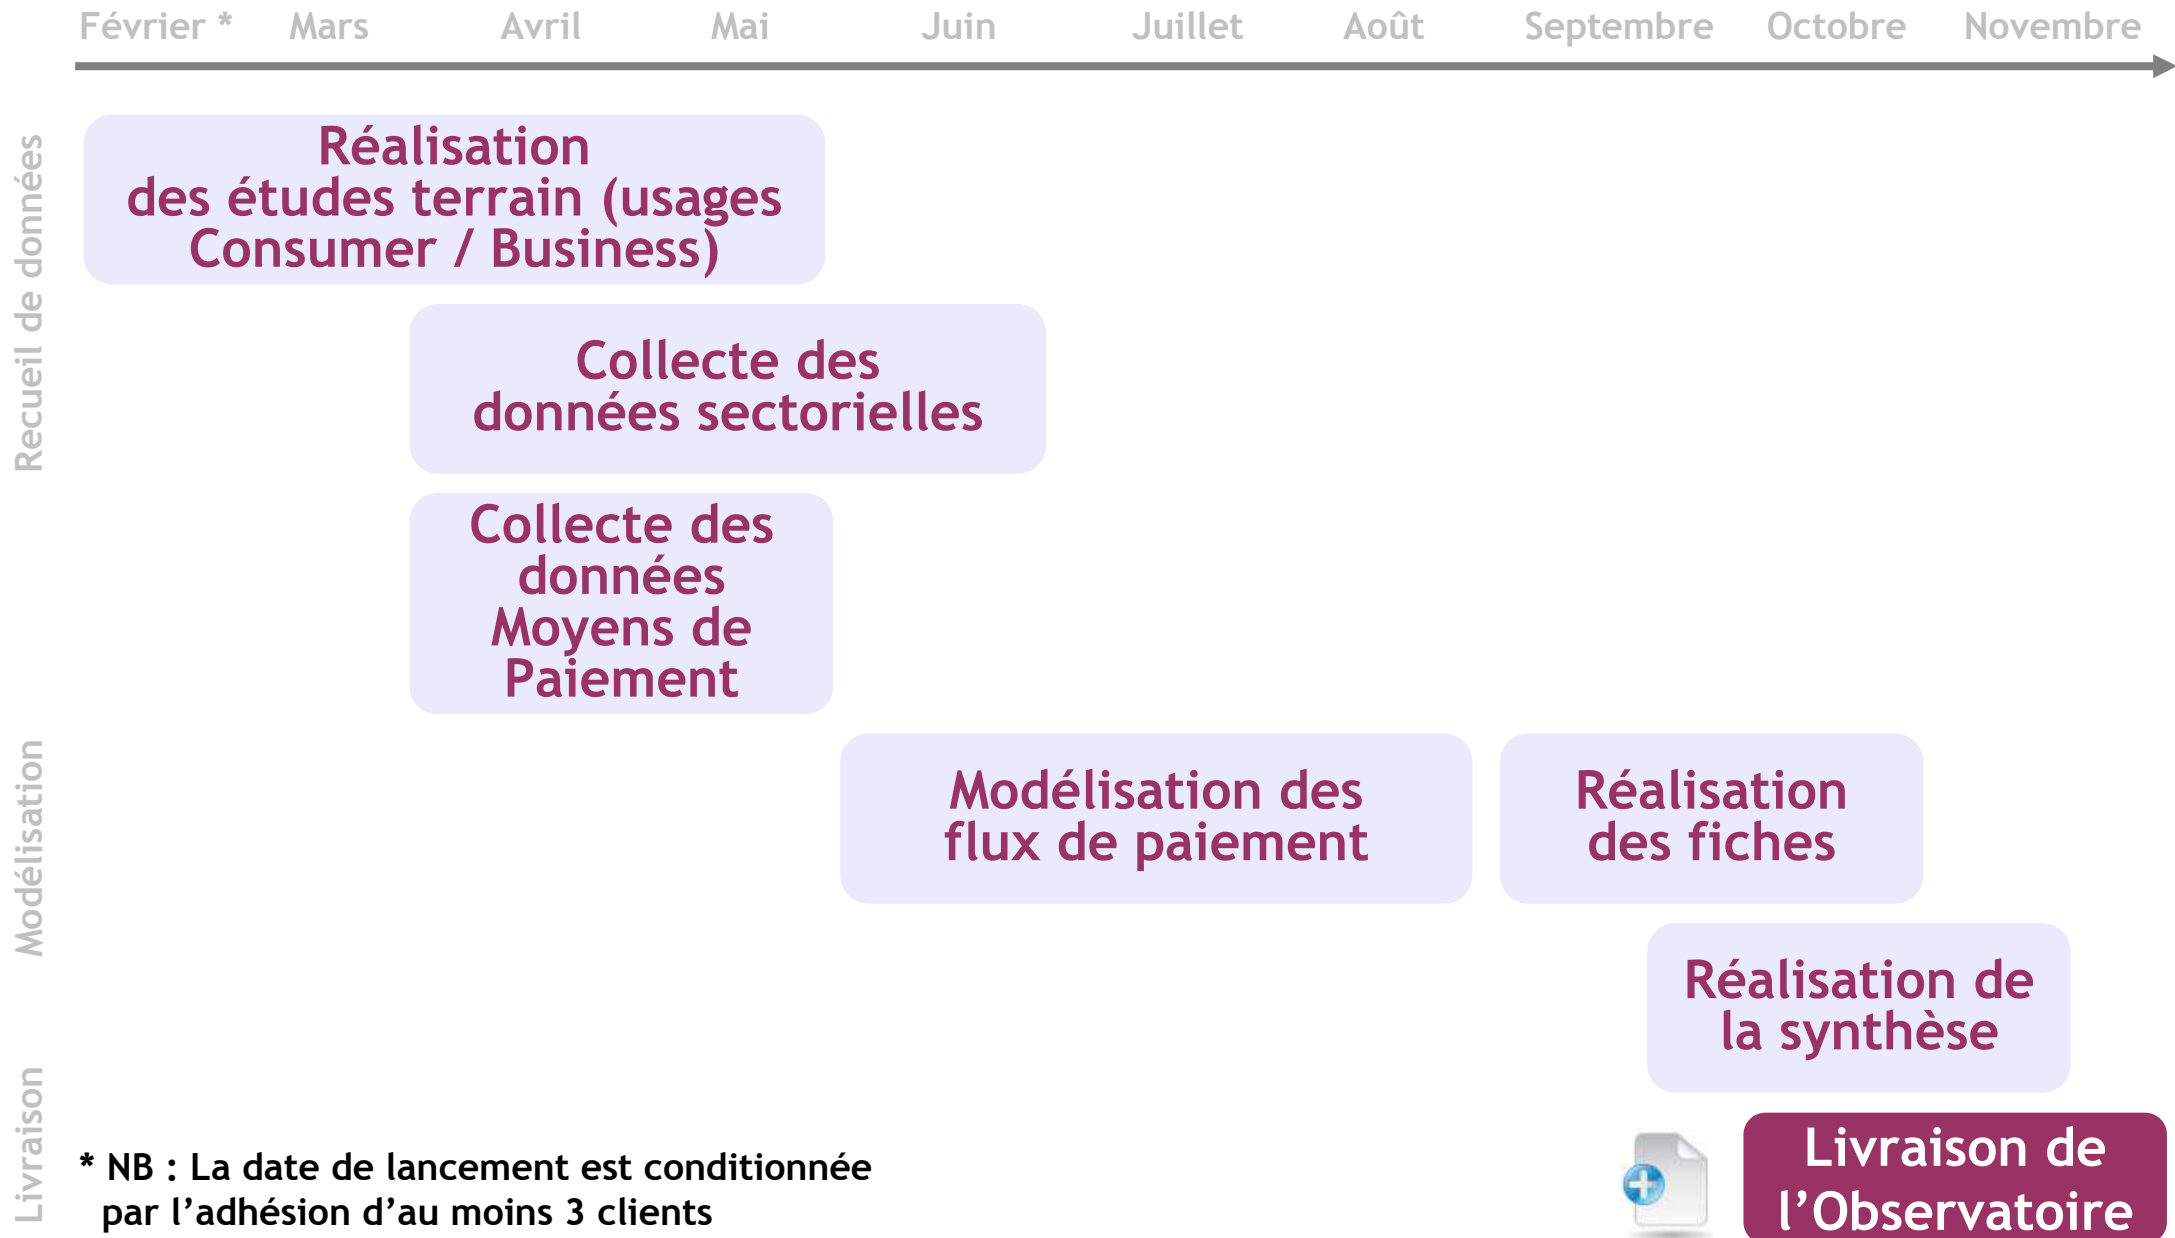 Février * Mars Avril Mai Juin Juillet Août Septembre Octobre Novembre
Recueil de données
Réalisation
des études terrain (usages
Consumer / Business)
Collecte des
données sectorielles
Collecte des
données
Moyens de
Paiement
Modélisation
Modélisation des
flux de paiement
Réalisation
des fiches
Réalisation de
la synthèse
Livraison
Livraison de
l’Observatoire
* NB : La date de lancement est conditionnée
par l’adhésion d’au moins 3 clients